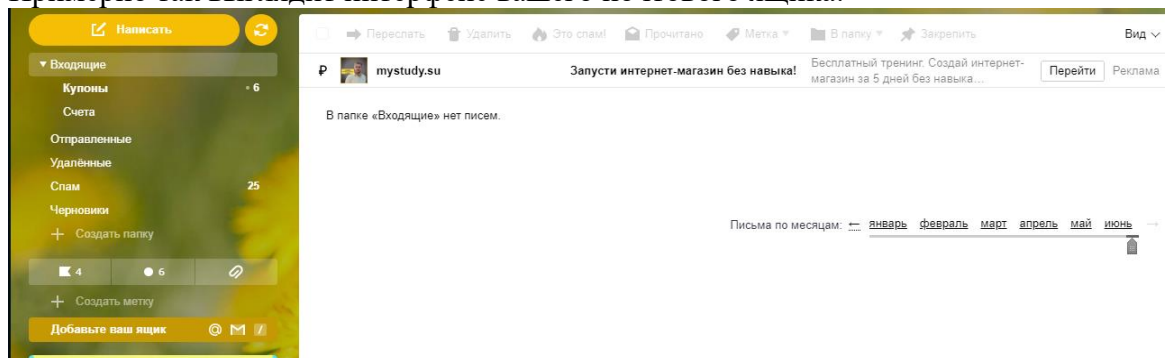 Написать
Переслать Удалить Это спам! Прочитано Метка В папку Закрепить Вид
Входящие
Купоны 6
Счета
Отправленные
Удалённые
Спам 25
Черновики
+ Создать папку
4 6
+ Создать метку
Добавьте ваш ящик
₽ mystudy.su Запусти интернет-магазин без навыка! Бесплатный тренинг. Создай интернет-
магазин за 5 дней без навыка… Перейти Реклама
В папке «Входящие» нет писем.
Письма по месяцам: ← январь февраль март апрель май июнь →